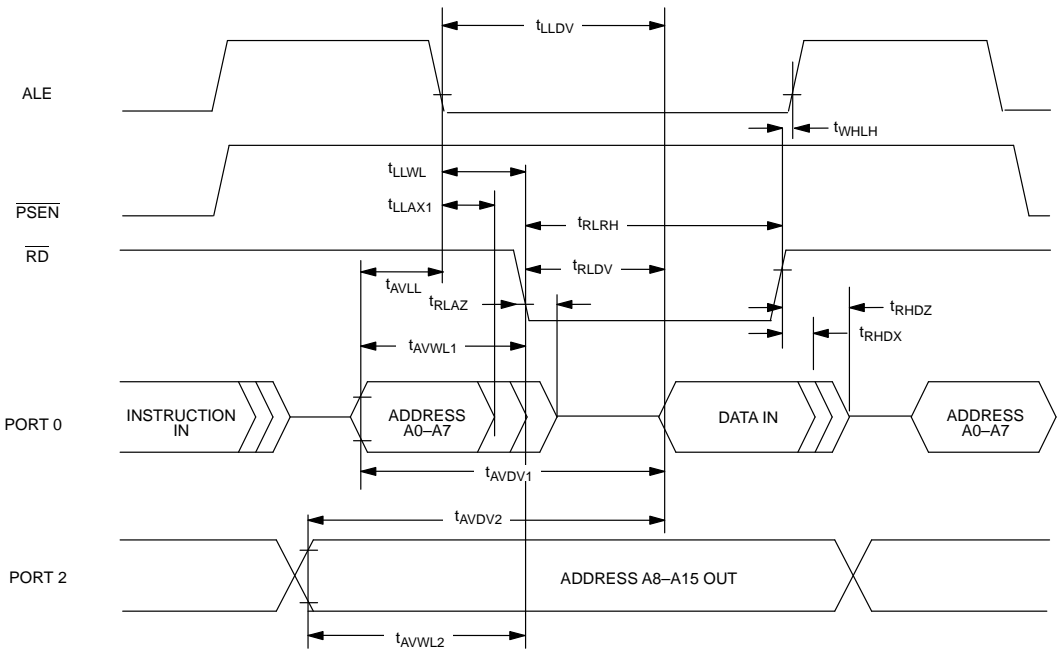 tLLDV
ALE
tWHLH
tLLWL
tLLAX1
PSEN
tRLRH
RD
tRLDV
tAVLL
tRLAZ
tRHDZ
tRHDX
tAVWL1
PORT 0
INSTRUCTION
IN
ADDRESS
A0–A7
DATA IN
ADDRESS
A0–A7
tAVDV1
tAVDV2
PORT 2
ADDRESS A8–A15 OUT
tAVWL2